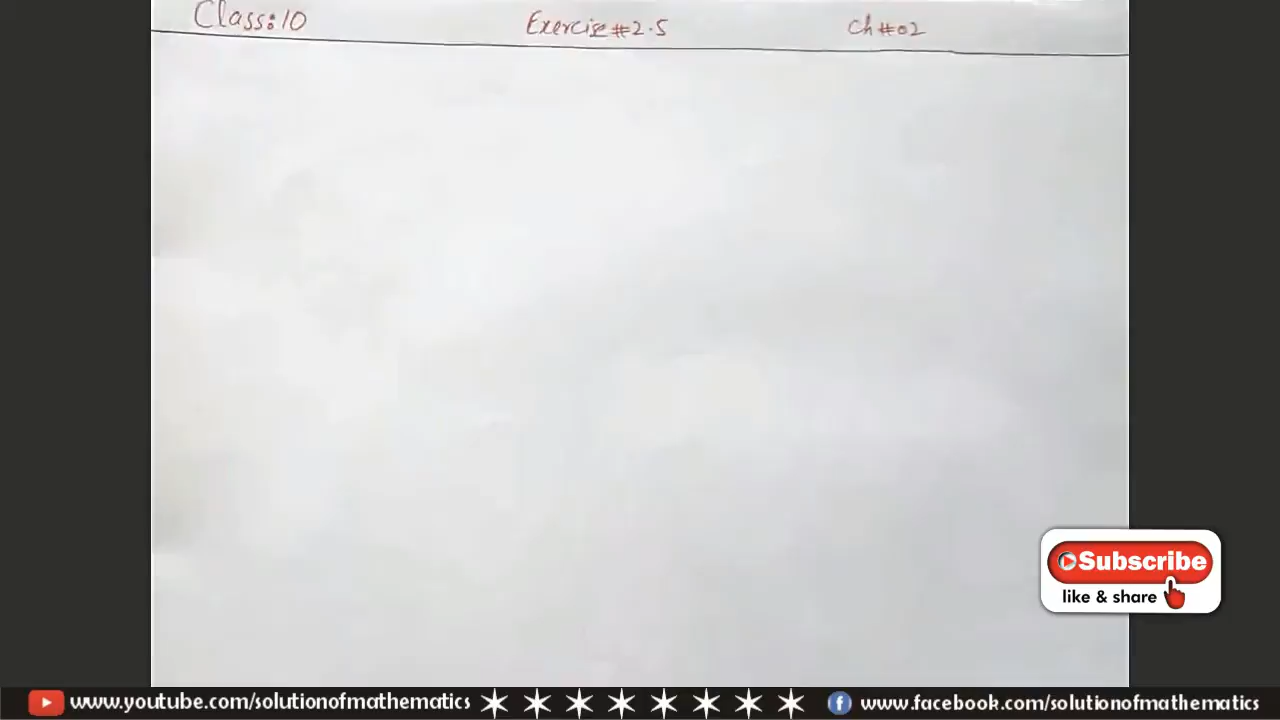 Class:10 Exercise#2.5 Ch#02
Subscribe
like & share
www.youtube.com/solutionofmathematics
www.facebook.com/solutionofmathematics